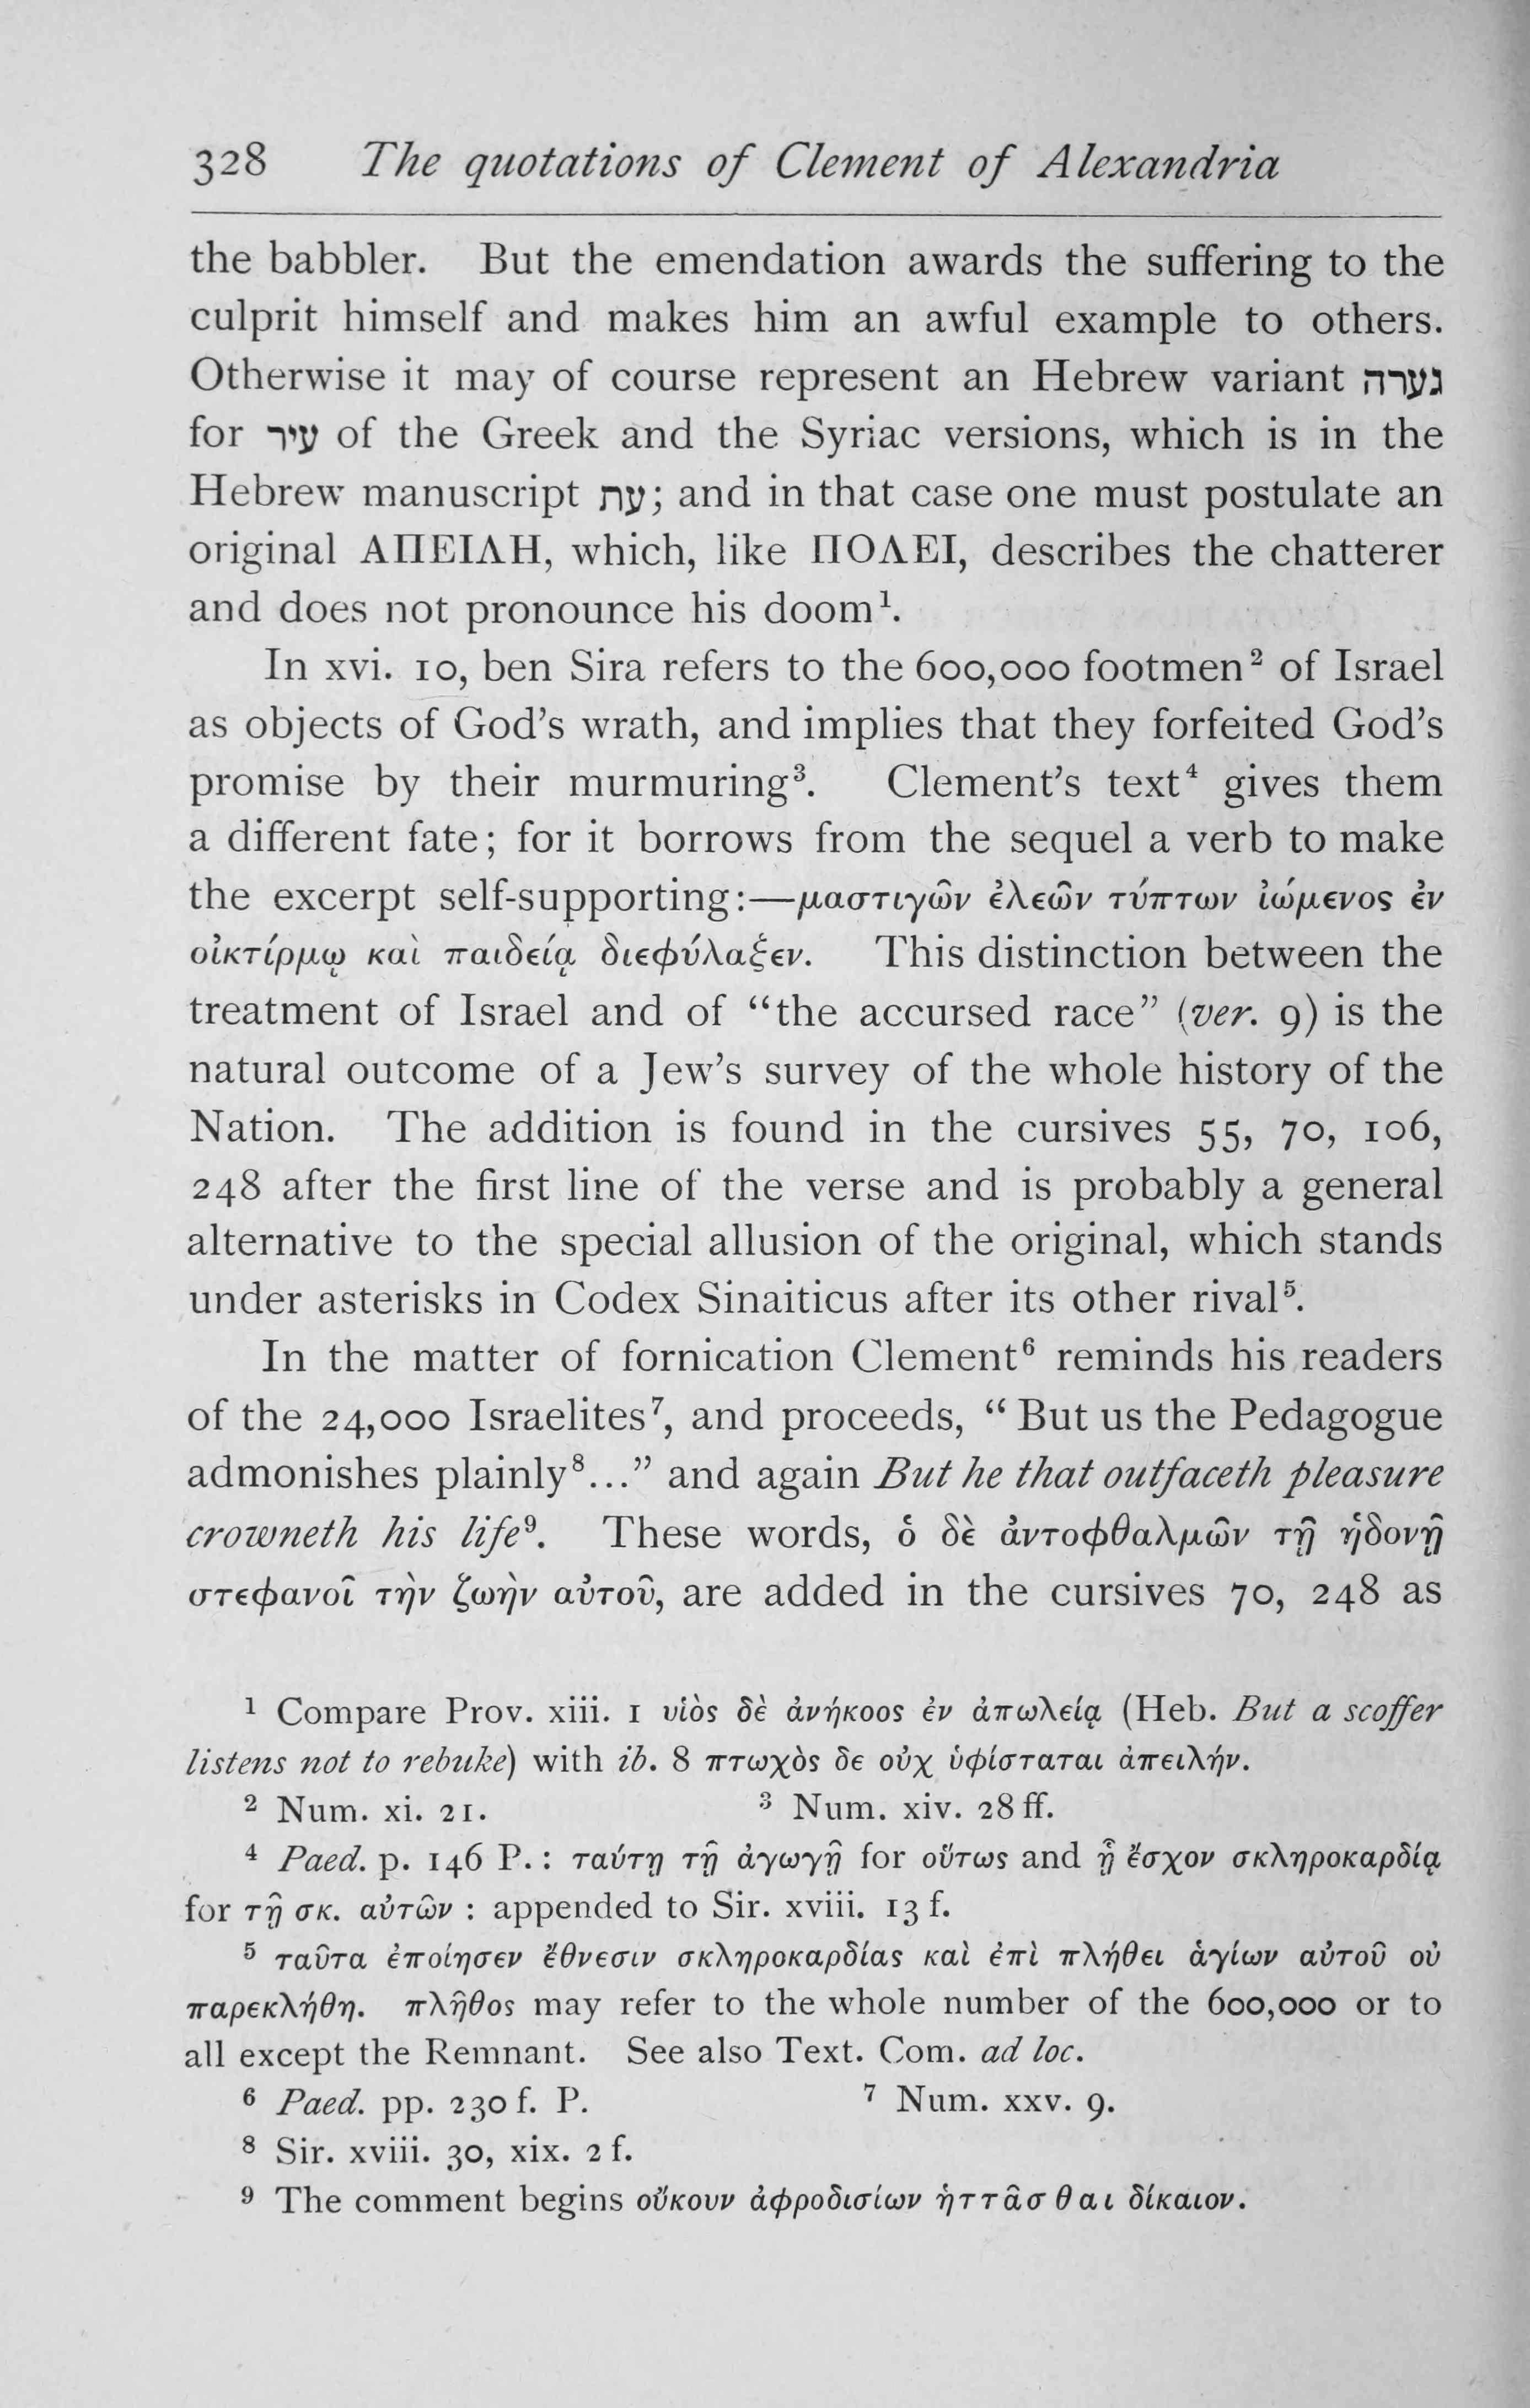 328 The quotations of Clement of Alexandria
the babbler. But the emendation awards the suffering to the
culprit himself and makes him an awful example to others.
Otherwise it may of course represent an Hebrew variant גערה
for עיר of the Greek and the Syriac versions, which is in the
Hebrew manuscript עת; and in that case one must postulate an
original ΑΠΕΙΛΗ, which, like ΠΟΛΕΙ, describes the chatterer
and does not pronounce his doom¹.
In xvi. 10, ben Sira refers to the 600,000 footmen² of Israel
as objects of God's wrath, and implies that they forfeited God's
promise by their murmuring³. Clement's text⁴ gives them
a different fate; for it borrows from the sequel a verb to make
the excerpt self-supporting:—μαστιγῶν ἐλεῶν τύπτων ἰώμενος ἐν
οἰκτίρμῳ καὶ παιδείᾳ διεφύλαξεν. This distinction between the
treatment of Israel and of “the accursed race” (ver. 9) is the
natural outcome of a Jew's survey of the whole history of the
Nation. The addition is found in the cursives 55, 70, 106,
248 after the first line of the verse and is probably a general
alternative to the special allusion of the original, which stands
under asterisks in Codex Sinaiticus after its other rival⁵.
In the matter of fornication Clement⁶ reminds his readers
of the 24,000 Israelites⁷, and proceeds, “But us the Pedagogue
admonishes plainly⁸...” and again But he that outfaceth pleasure
crowneth his life⁹. These words, ὁ δὲ ἀντοφθαλμῶν τῇ ἡδονῇ
στεφανοῖ τὴν ζωὴν αὐτοῦ, are added in the cursives 70, 248 as
¹ Compare Prov. xiii. 1 υἱὸς δὲ ἀνήκοος ἐν ἀπωλείᾳ (Heb. But a scoffer
listens not to rebuke) with ib. 8 πτωχὸς δε οὐχ ὑφίσταται ἀπειλήν.
² Num. xi. 21. ³ Num. xiv. 28 ff.
⁴ Paed. p. 146 P.: ταύτῃ τῇ ἀγωγῇ for οὕτως and ᾗ ἔσχον σκληροκαρδίᾳ
for τῇ σκ. αὐτῶν : appended to Sir. xviii. 13 f.
⁵ ταῦτα ἐποίησεν ἔθνεσιν σκληροκαρδίας καὶ ἐπὶ πλήθει ἁγίων αὐτοῦ οὐ
παρεκλήθη. πλῆθος may refer to the whole number of the 600,000 or to
all except the Remnant. See also Text. Com. ad loc.
⁶ Paed. pp. 230 f. P. ⁷ Num. xxv. 9.
⁸ Sir. xviii. 30, xix. 2 f.
⁹ The comment begins οὔκουν ἀφροδισίων ἡττᾶσθαι δίκαιον.